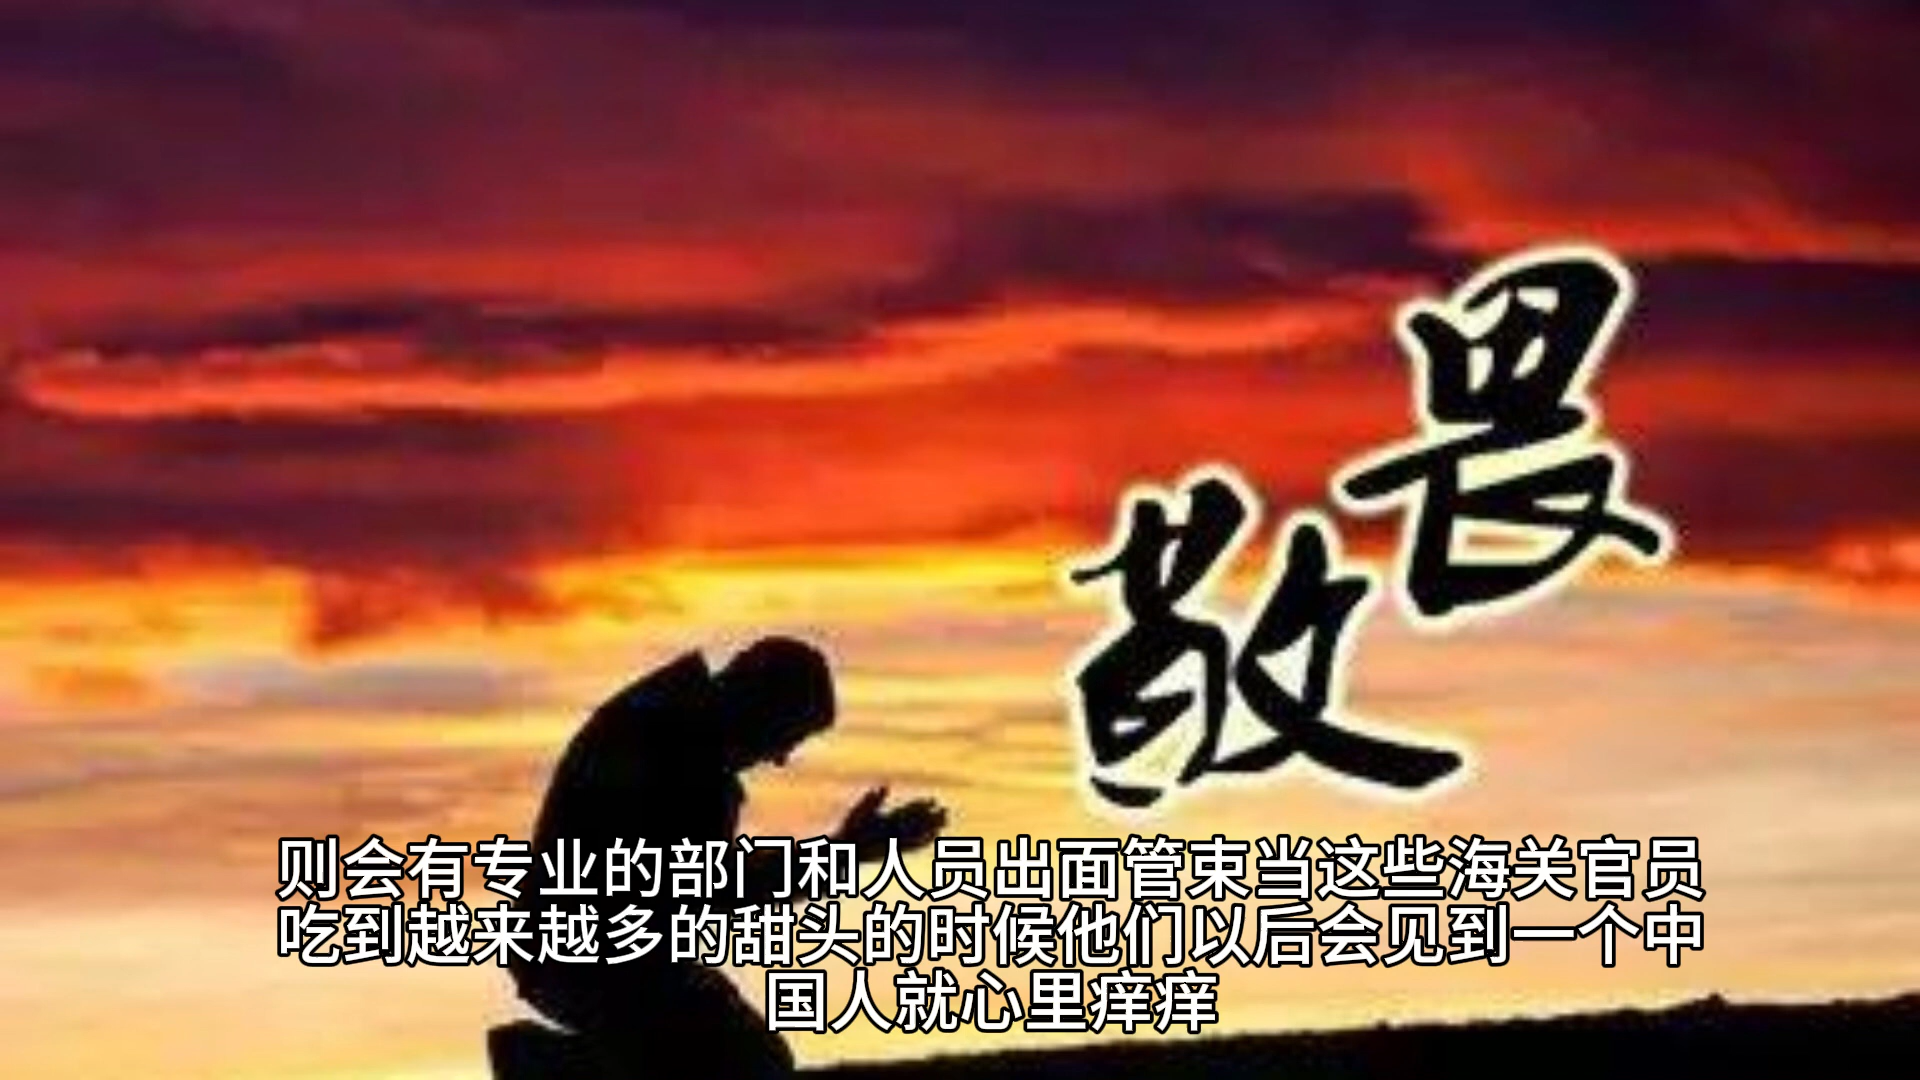 敬畏
则会有专业的部门和人员出面管束当这些海关官员
吃到越来越多的甜头的时候他们以后会见到一个中
国人就心里痒痒